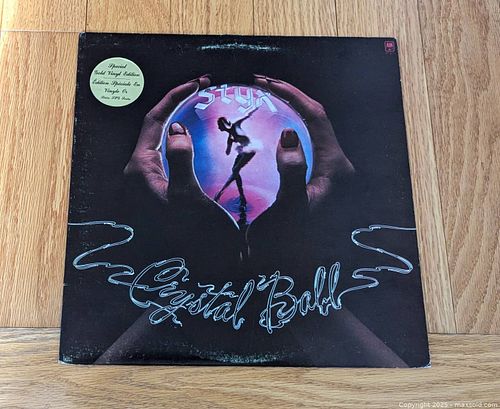 Special
Gold Vinyl Edition
Edition Spéciale En
Vinyle Or
Styx
A&M
Crystal Ball
Copyright 2025 - maxsold.com